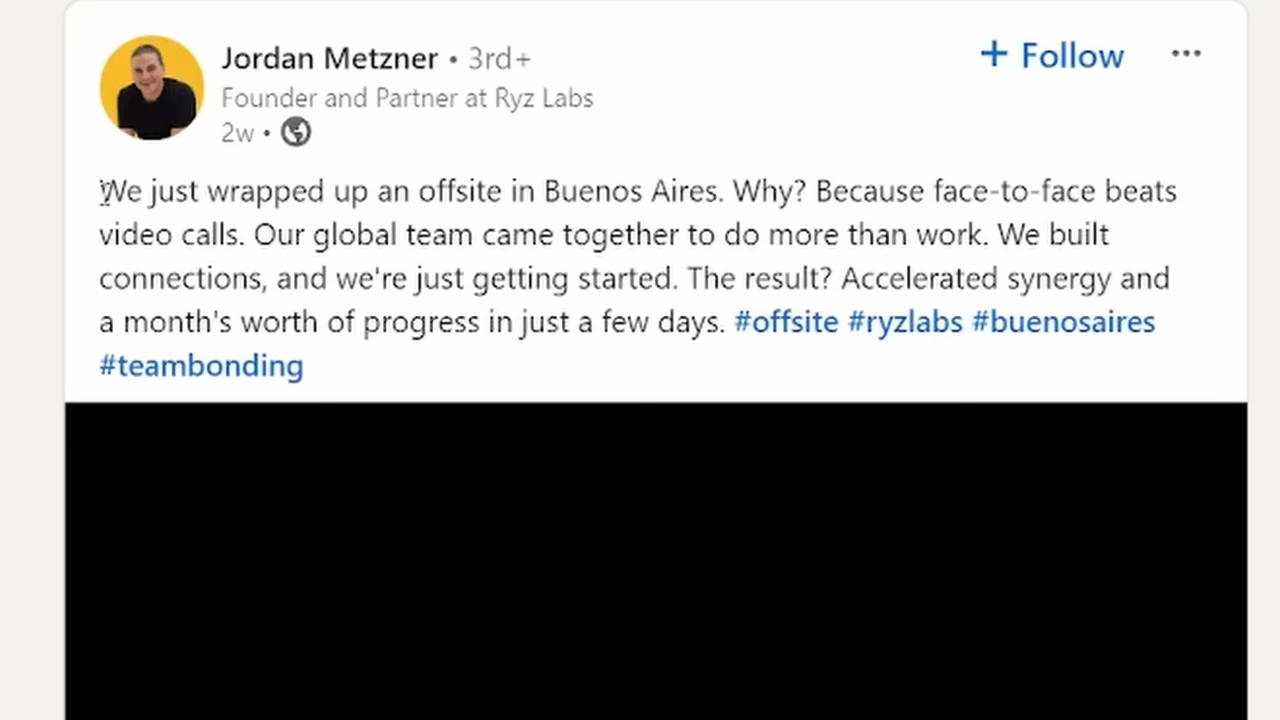 Jordan Metzner • 3rd+
+ Follow
Founder and Partner at Ryz Labs
2w •
We just wrapped up an offsite in Buenos Aires. Why? Because face-to-face beats
video calls. Our global team came together to do more than work. We built
connections, and we're just getting started. The result? Accelerated synergy and
a month's worth of progress in just a few days. #offsite #ryzlabs #buenosaires
#teambonding